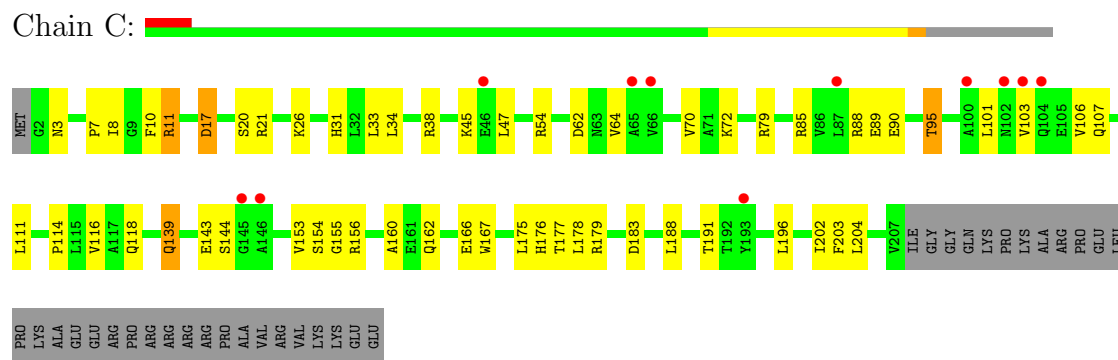 Chain C:
MET G2 N3 P7 I8 G9 F10 R11 D17 S20 R21 K26 H31 L32 L33 L34 R38 K45 E46 L47 R54 D62 N63 V64 A65 V66 V70 A71 K72 R79 R85 V86 L87 R88 E89 E90 T95 A100 L101 N102 V103 Q104 E105 V106 Q107
L111 P114 L115 V116 A117 Q118 Q139 E143 S144 G145 A146 V153 S154 G155 R156 A160 E161 Q162 E166 W167 L175 H176 T177 L178 R179 D183 L188 T191 T192 Y193 L196 I202 F203 L204 V207 ILE GLY GLY GLN LYS PRO LYS ALA ARG PRO GLU LEU
PRO LYS ALA GLU GLU ARG PRO ARG ARG ARG ARG PRO ALA VAL ARG VAL LYS LYS GLU GLU